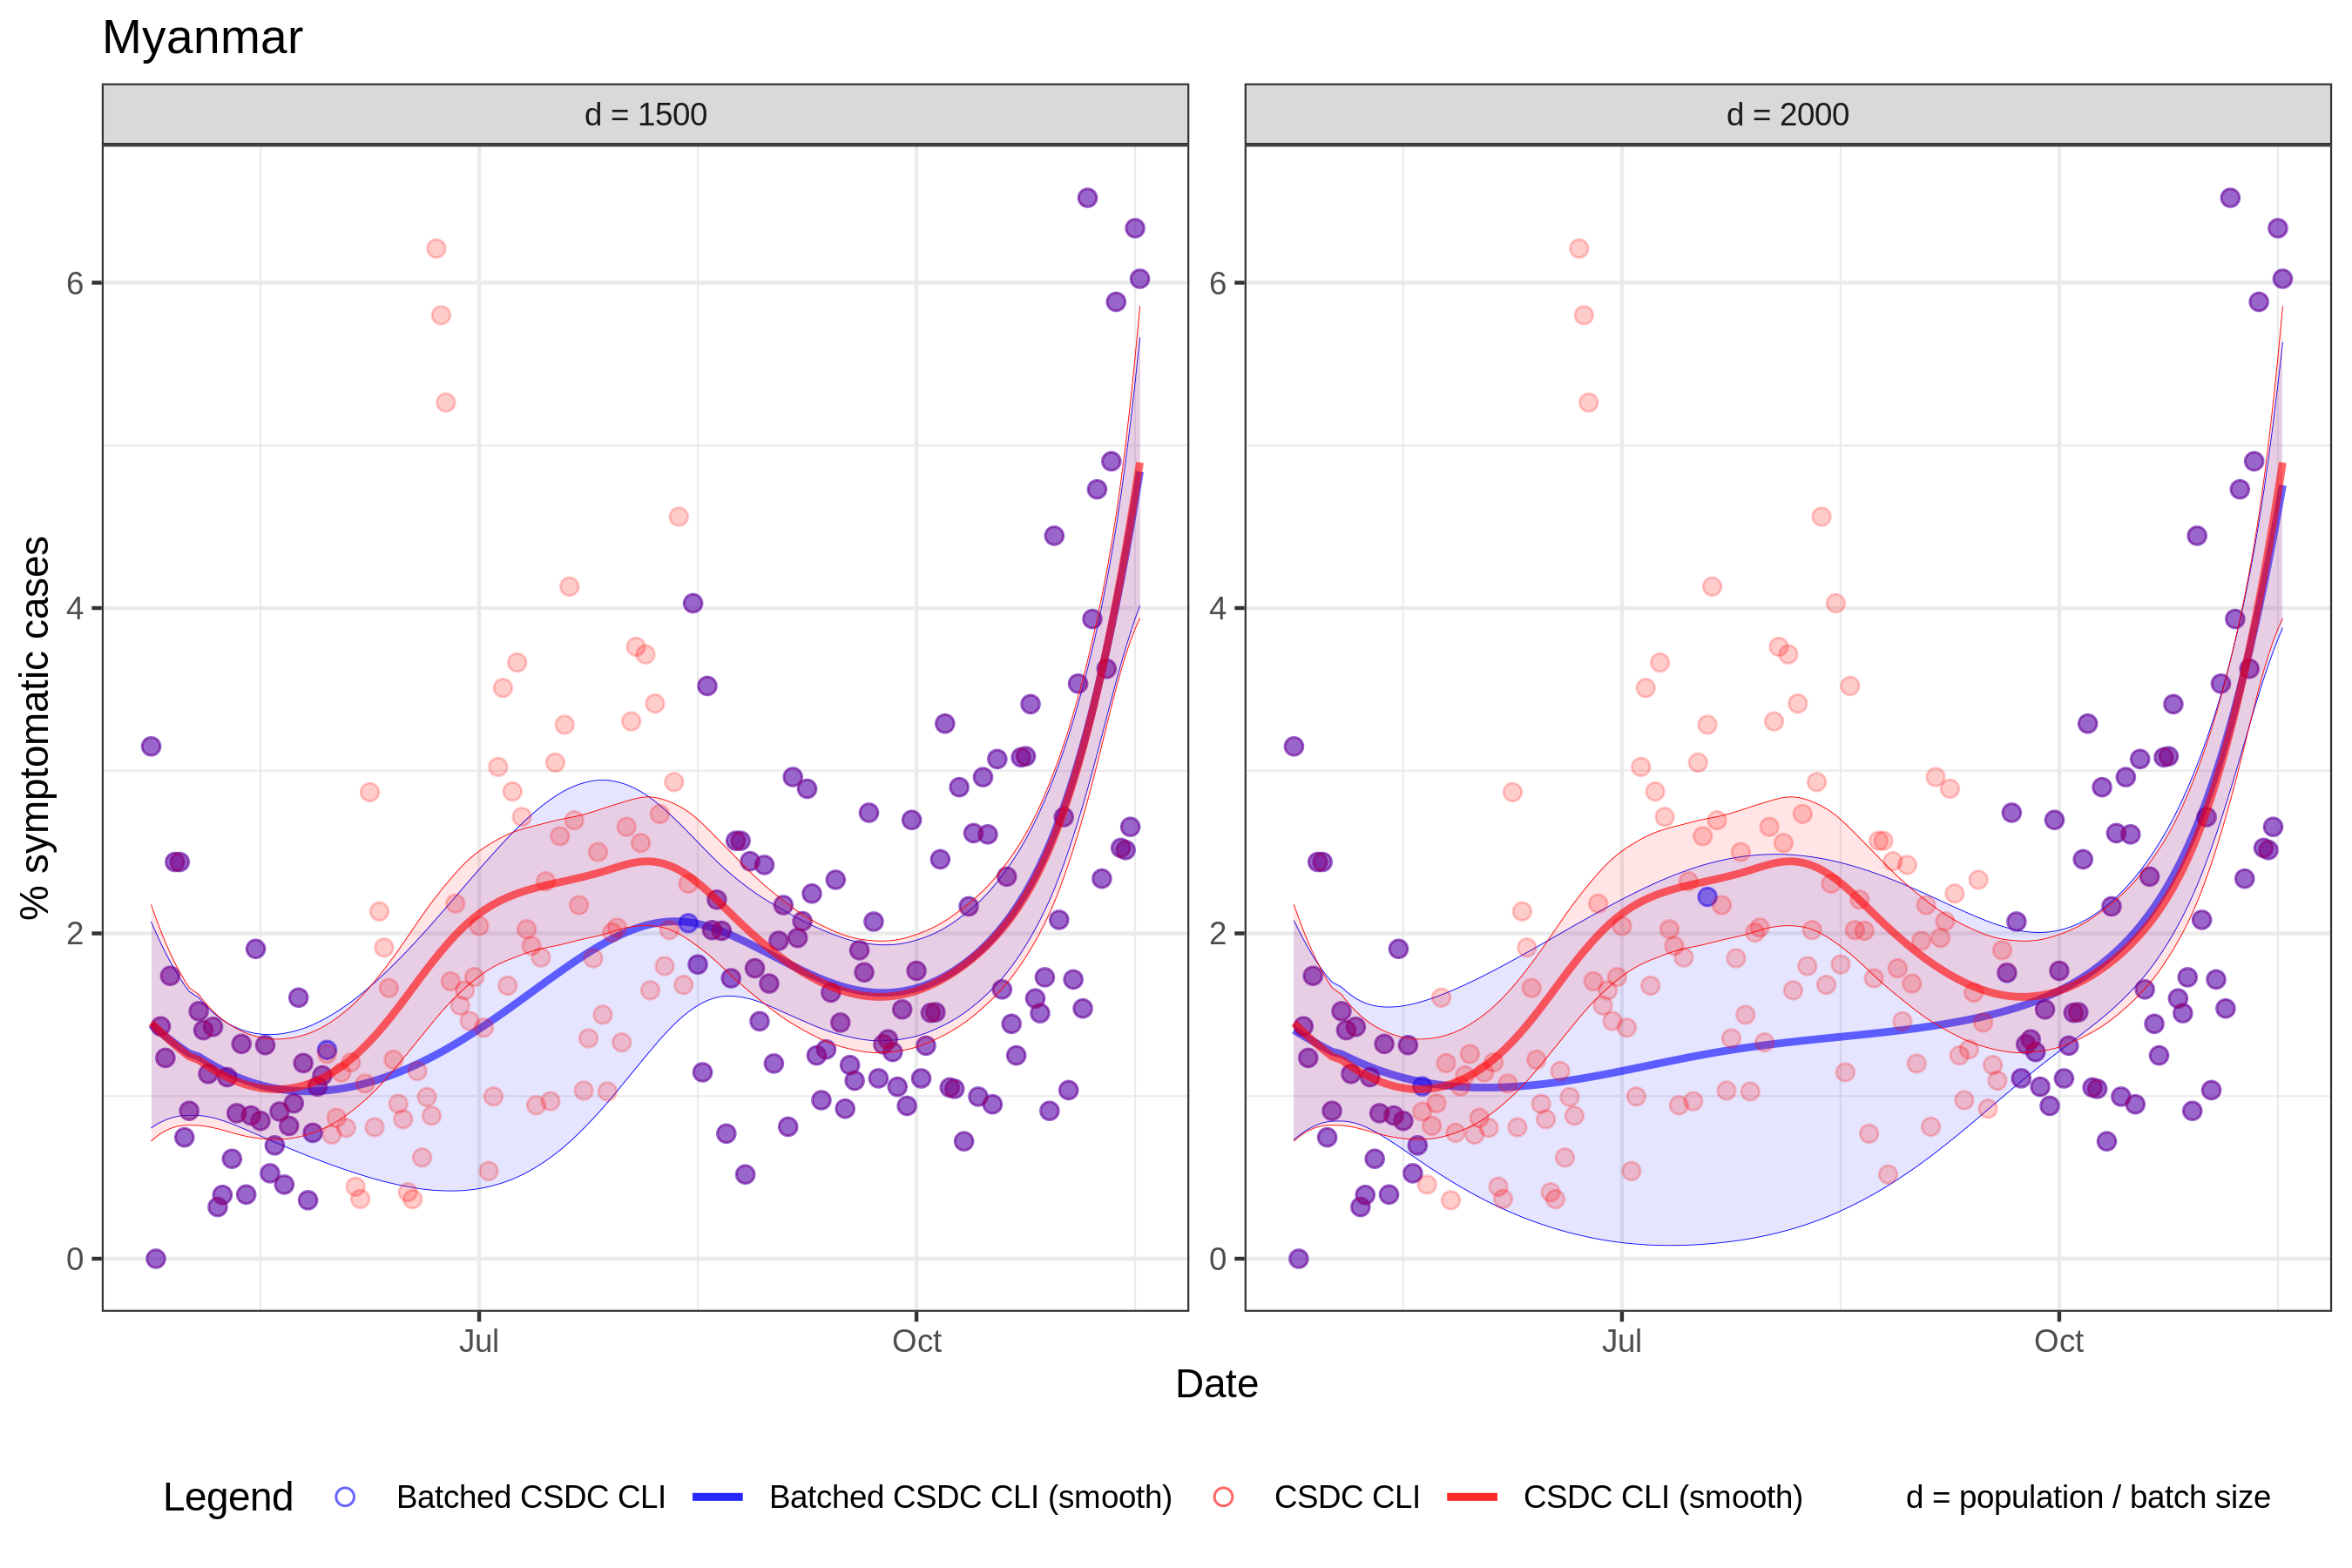 Myanmar
d = 1500
d = 2000
% symptomatic cases
6
4
2
0
6
4
2
0
Jul
Oct
Jul
Oct
Date
Legend
Batched CSDC CLI
Batched CSDC CLI (smooth)
CSDC CLI
CSDC CLI (smooth)
d = population / batch size